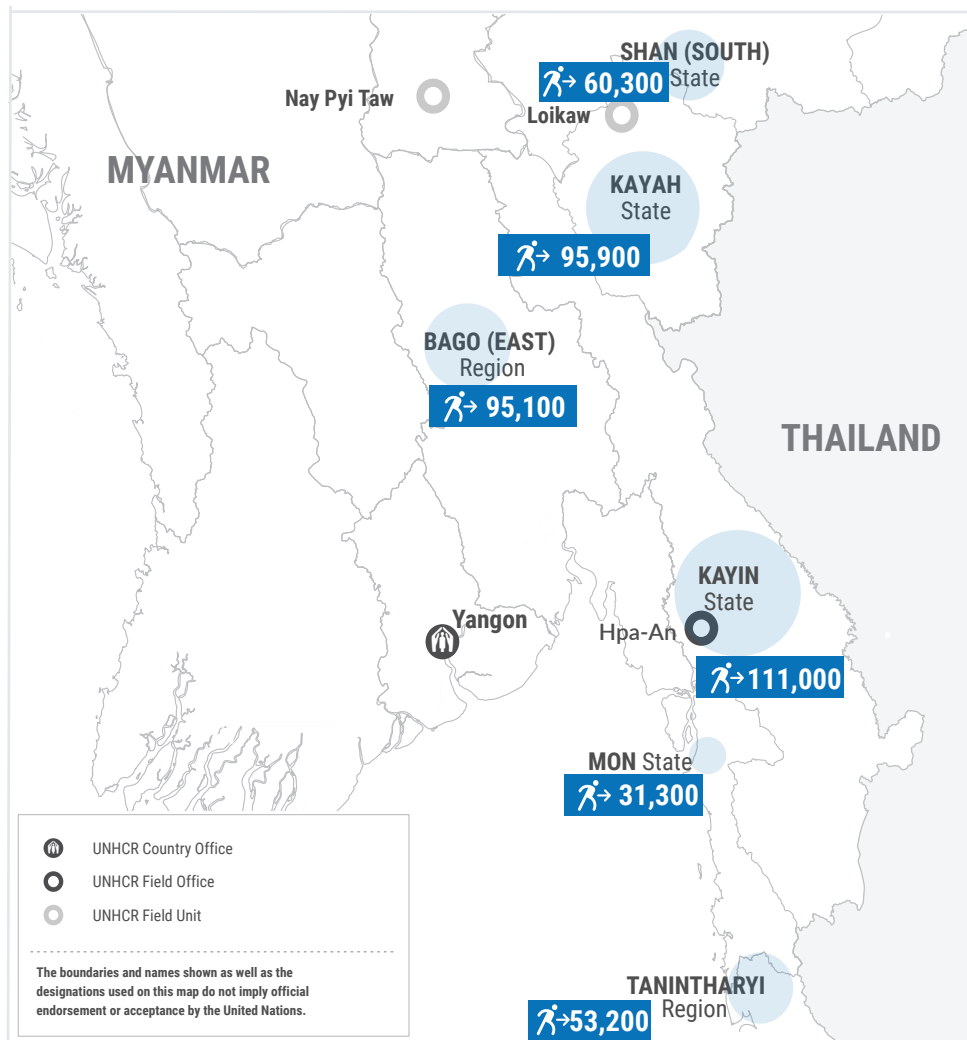 SHAN (SOUTH)
State
60,300
Nay Pyi Taw
Loikaw
MYANMAR
KAYAH
State
95,900
BAGO (EAST)
Region
95,100
THAILAND
KAYIN
State
Yangon
Hpa-An
111,000
MON State
31,300
UNHCR Country Office
UNHCR Field Office
UNHCR Field Unit
The boundaries and names shown as well as the
designations used on this map do not imply official
endorsement or acceptance by the United Nations.
TANINTHARYI
Region
53,200